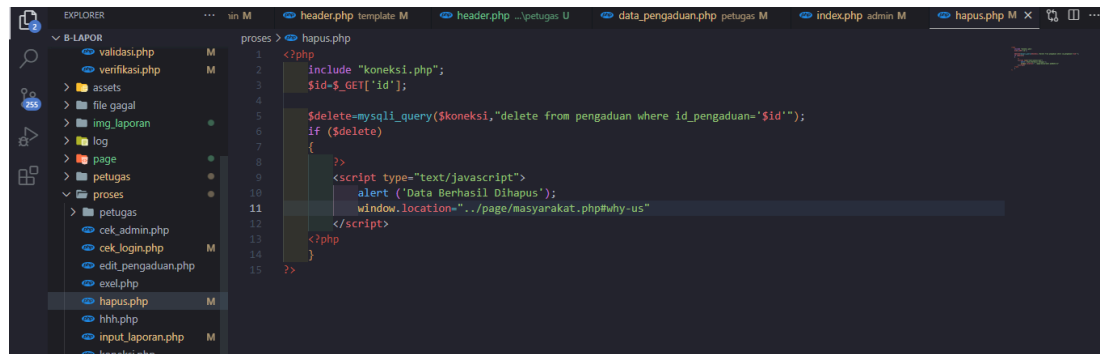 EXPLORER
in M
header.php template M
header.php ...\petugas U
data_pengaduan.php petugas M
index.php admin M
hapus.php M
B-LAPOR
proses > hapus.php
validasi.php M
verifikasi.php M
assets
file gagal
img_laporan
log
page
petugas
proses
petugas
cek_admin.php
cek_login.php M
edit_pengaduan.php
exel.php
hapus.php M
hhh.php
input_laporan.php M
2
255
1 <?php
2 include "koneksi.php";
3 $id=$_GET['id'];
4
5 $delete=mysqli_query($koneksi,"delete from pengaduan where id_pengaduan='$id'");
6 if ($delete)
7 {
8 ?>
9 <script type="text/javascript">
10 alert ('Data Berhasil Dihapus');
11 window.location="../page/masyarakat.php#why-us"
12 </script>
13 <?php
14 }
15 ?>